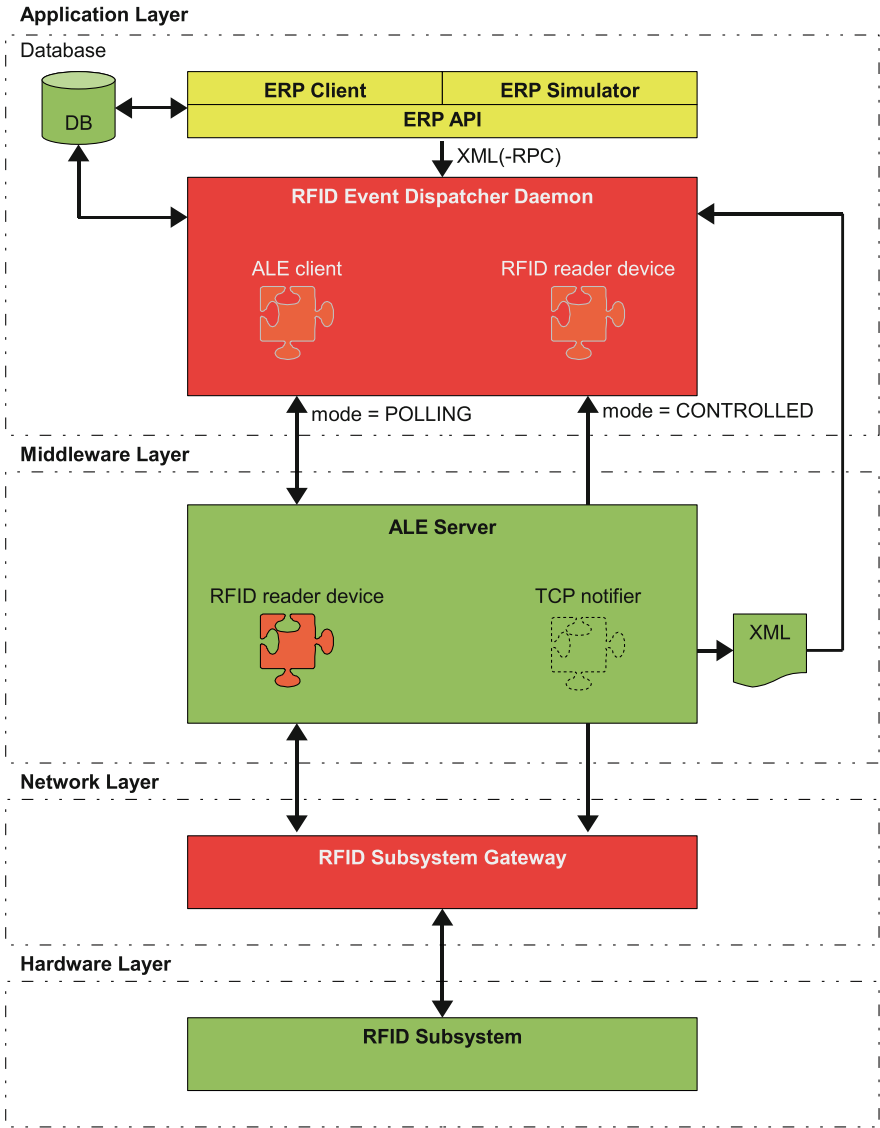 Application Layer
Database
ERP Client
ERP Simulator
DB
ERP API
XML(-RPC)
RFID Event Dispatcher Daemon
ALE client
RFID reader device
mode = POLLING
mode = CONTROLLED
Middleware Layer
ALE Server
RFID reader device
TCP notifier
XML
Network Layer
RFID Subsystem Gateway
Hardware Layer
RFID Subsystem